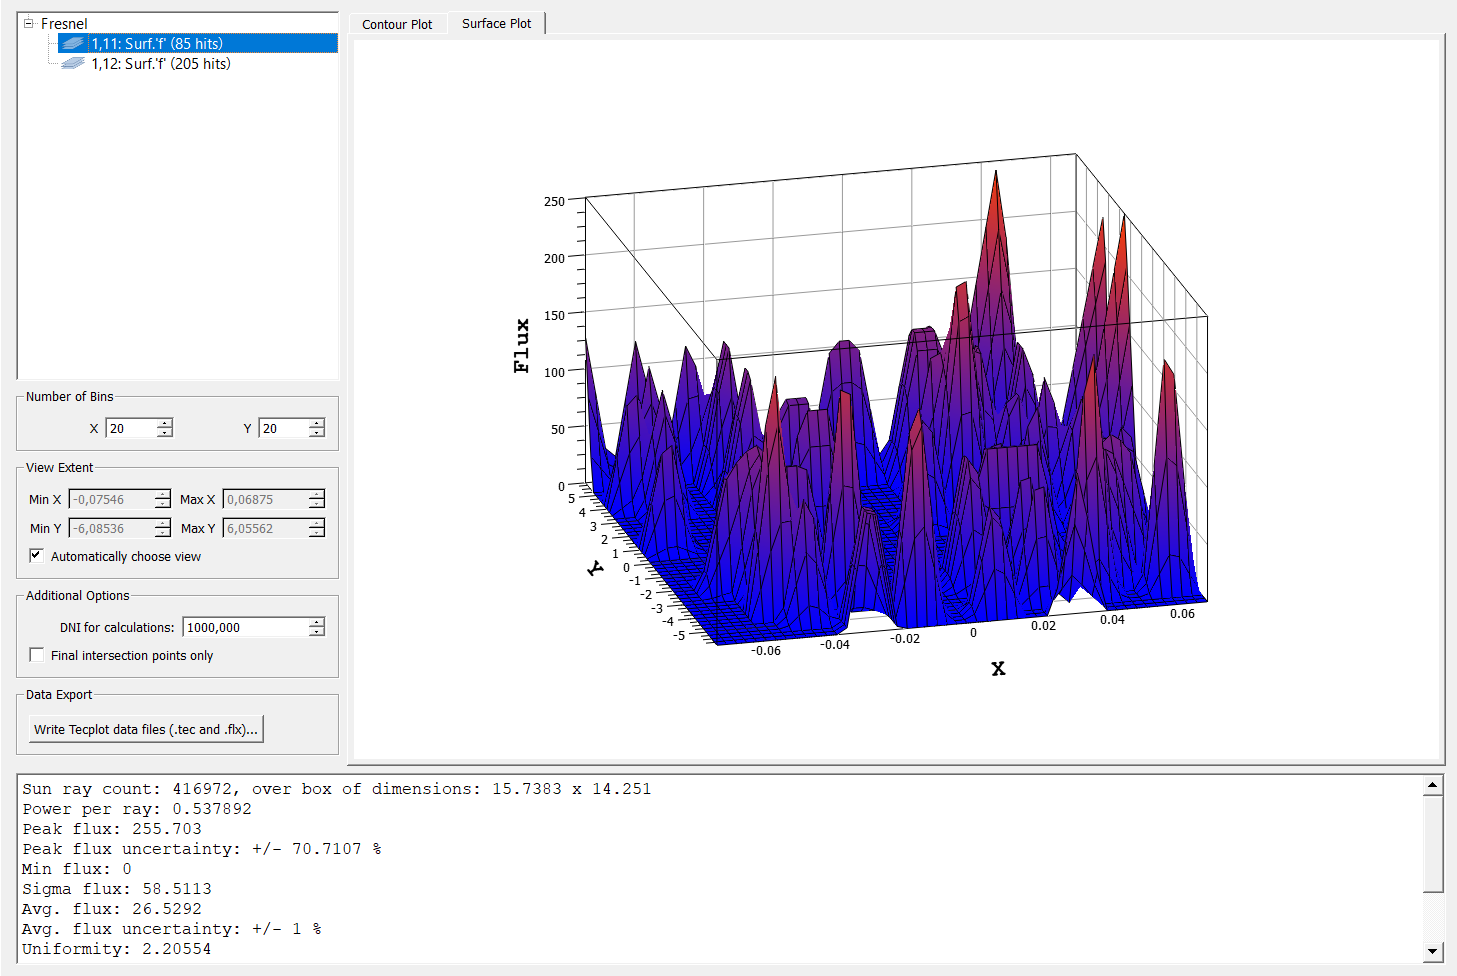 Fresnel
1,11: Surf.'f' (85 hits)
1,12: Surf.'f' (205 hits)
Number of Bins
X 20 Y 20
View Extent
Min X -0,07546 Max X 0,06875
Min Y -6,08536 Max Y 6,05562
Automatically choose view
Additional Options
DNI for calculations: 1000,000
Final intersection points only
Data Export
Write Tecplot data files (.tec and .flx)...
Contour Plot Surface Plot
250
200
150
100
50
0
Flux
5
4
3
2
1
0
-1
-2
-3
-4
-5
Y
-0.06 -0.04 -0.02 0 0.02 0.04 0.06
X
Sun ray count: 416972, over box of dimensions: 15.7383 x 14.251
Power per ray: 0.537892
Peak flux: 255.703
Peak flux uncertainty: +/- 70.7107 %
Min flux: 0
Sigma flux: 58.5113
Avg. flux: 26.5292
Avg. flux uncertainty: +/- 1 %
Uniformity: 2.20554